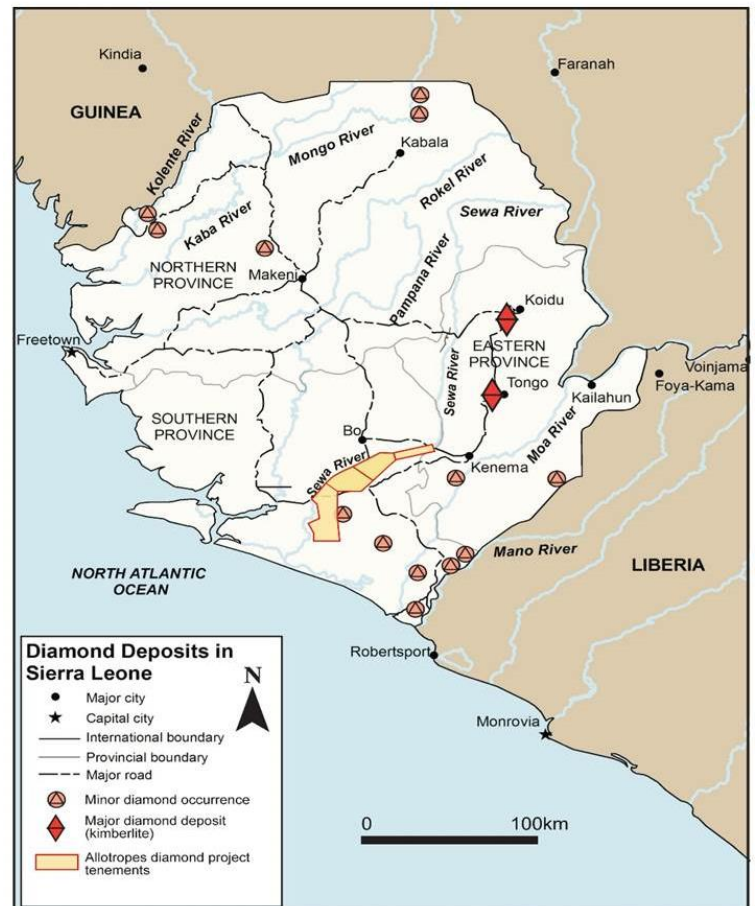 Kindia
Faranah
GUINEA
Kolente River
Mongo River
Kabala
Rokel River
Sewa River
Kaba River
NORTHERN
PROVINCE
Makeni
Pampana River
Koidu
Freetown
EASTERN
PROVINCE
Sewa River
Voinjama
Tongo
Foya-Kama
Kailahun
SOUTHERN
PROVINCE
Bo
Moa River
Sewa River
Kenema
Mano River
NORTH ATLANTIC
OCEAN
LIBERIA
Robertsport
Monrovia
Diamond Deposits in
Sierra Leone
N
Major city
Capital city
International boundary
Provincial boundary
Major road
Minor diamond occurrence
Major diamond deposit
(kimberlite)
Allotropes diamond project
tenements
0 100km